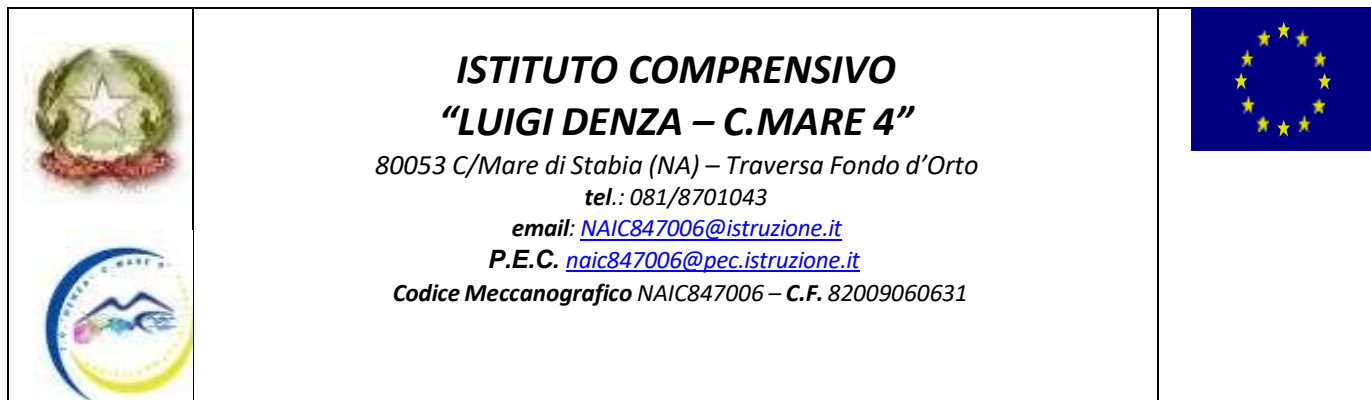 ISTITUTO COMPRENSIVO
“LUIGI DENZA – C.MARE 4”
80053 C/Mare di Stabia (NA) – Traversa Fondo d’Orto
tel.: 081/8701043
email: NAIC847006@istruzione.it
P.E.C. naic847006@pec.istruzione.it
Codice Meccanografico NAIC847006 – C.F. 82009060631